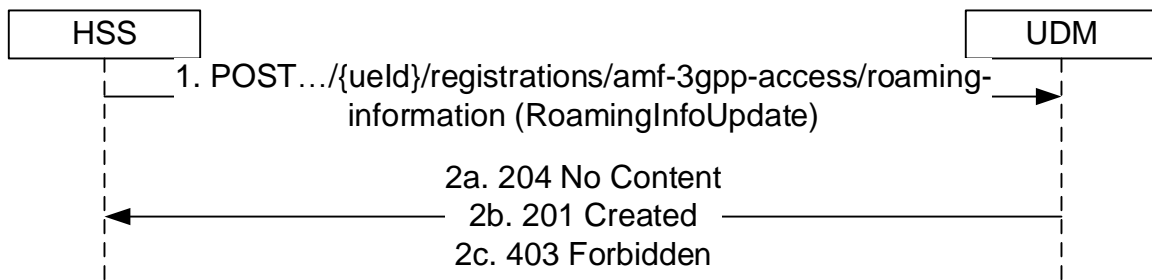 HSS
UDM
1. POST…/{ueId}/registrations/amf-3gpp-access/roaming-
information (RoamingInfoUpdate)
2a. 204 No Content
2b. 201 Created
2c. 403 Forbidden